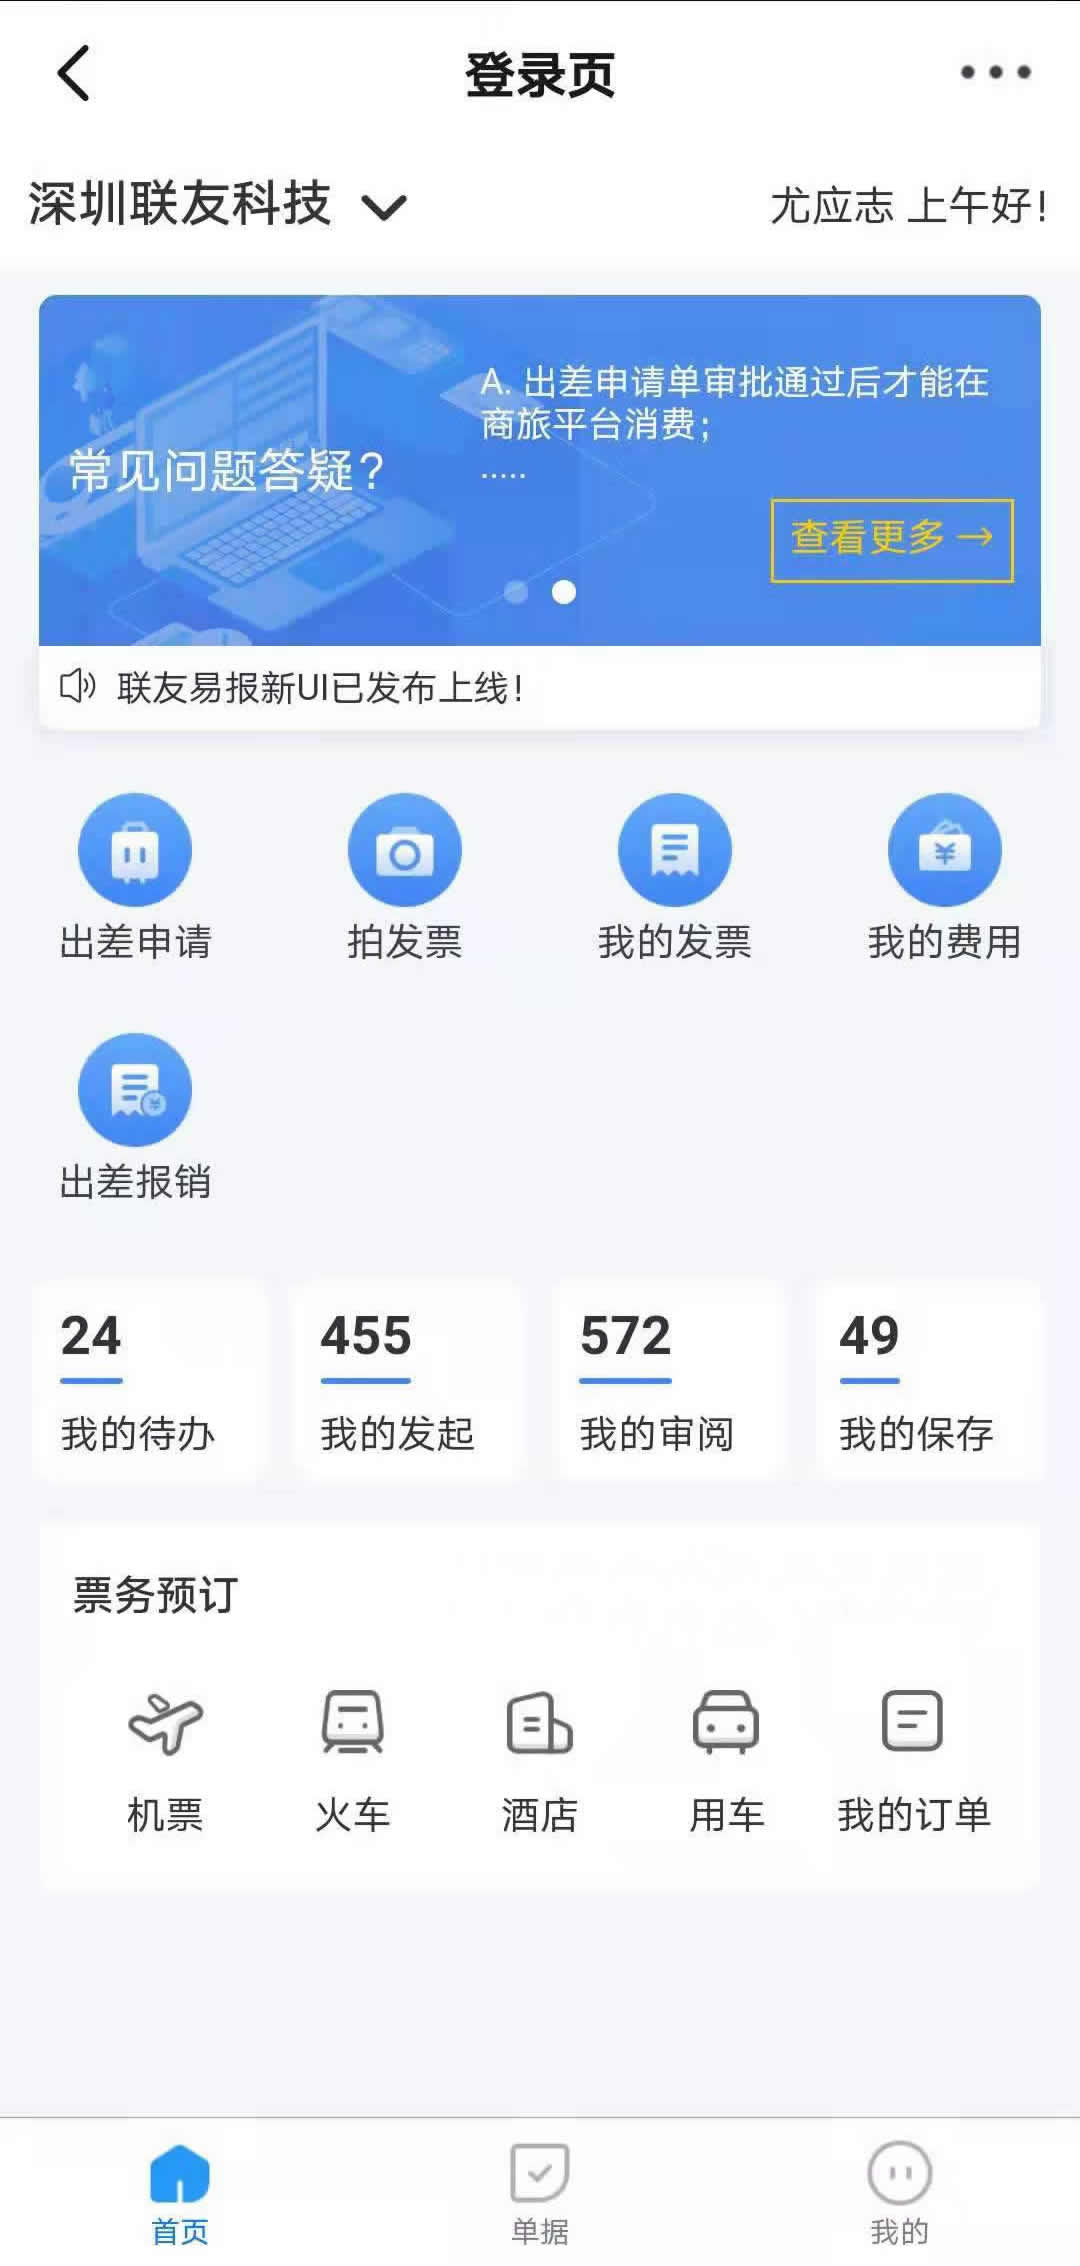 登录页
深圳联友科技
尤应志 上午好!
常见问题答疑?
A. 出差申请单审批通过后才能在
商旅平台消费;
.....
查看更多→
联友易报新UI已发布上线!
出差申请
拍发票
我的发票
我的费用
出差报销
24
455
572
49
我的待办
我的发起
我的审阅
我的保存
票务预订
机票
火车
酒店
用车
我的订单
首页
单据
我的